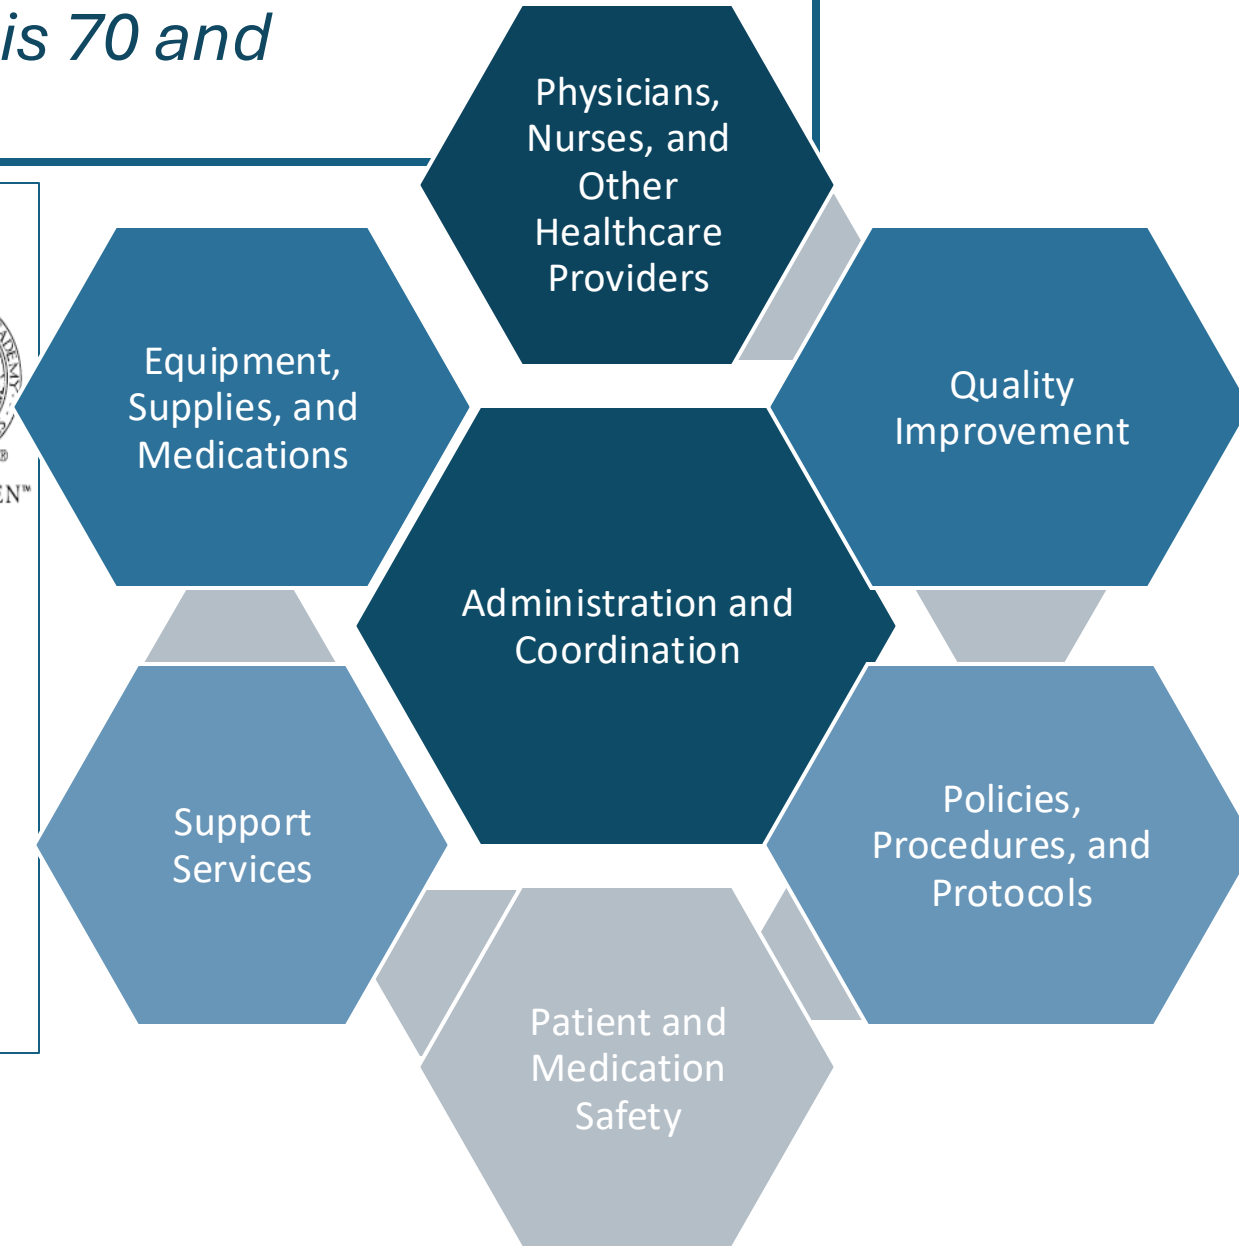 is 70 and
Physicians,
Nurses, and
Other
Healthcare
Providers
Equipment,
Supplies, and
Medications
Quality
Improvement
Administration and
Coordination
Support
Services
Policies,
Procedures, and
Protocols
Patient and
Medication
Safety